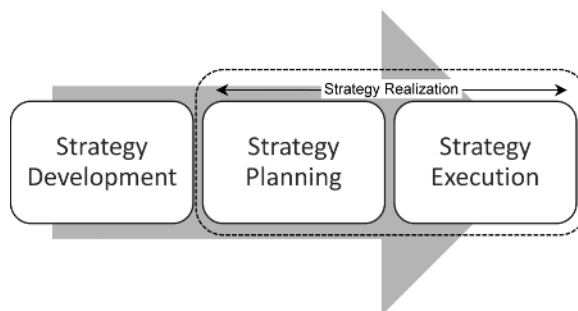 Strategy Realization
Strategy
Development
Strategy
Planning
Strategy
Execution